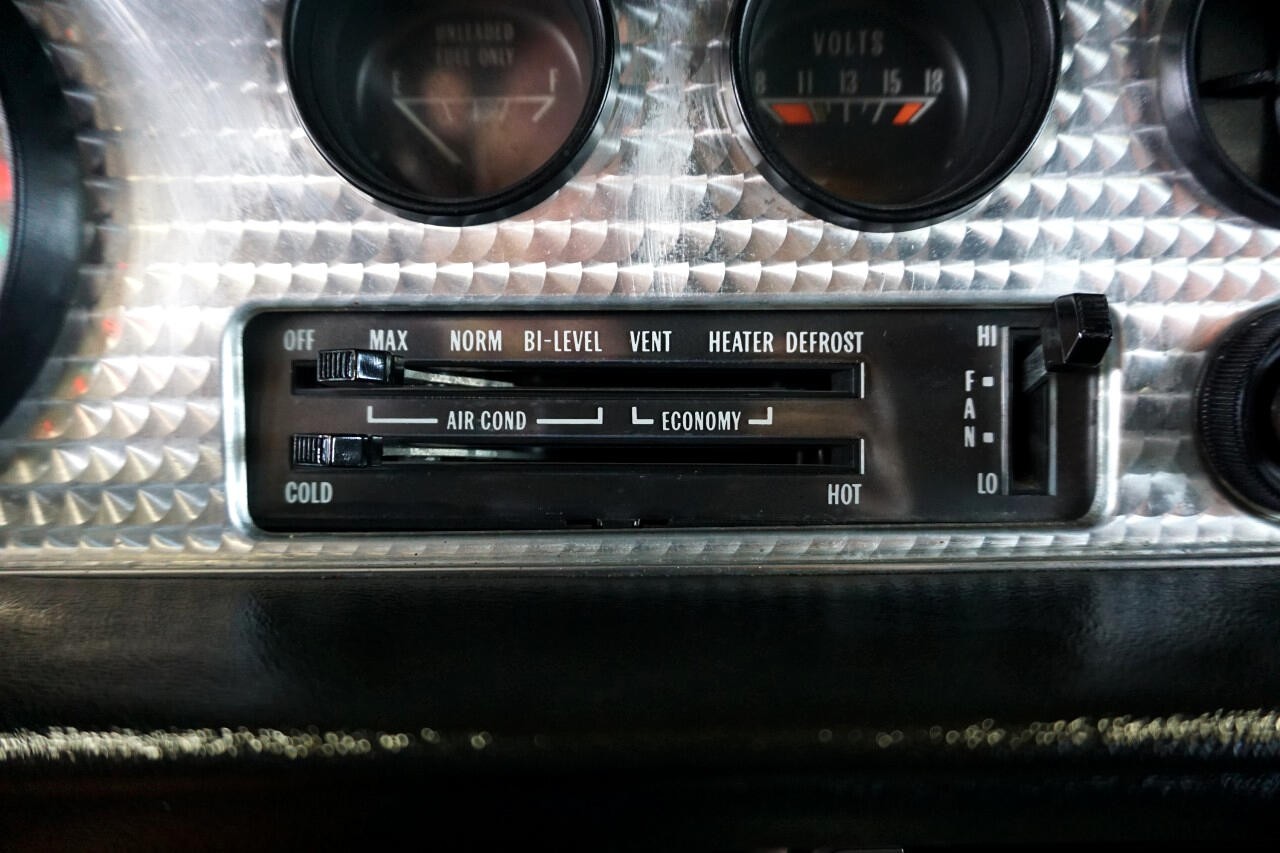 UNLEADED
FUEL ONLY
E F
VOLTS
8 11 13 15 18
OFF MAX NORM BI-LEVEL VENT HEATER DEFROST
AIR COND ECONOMY
COLD HOT
HI
FAN
LO